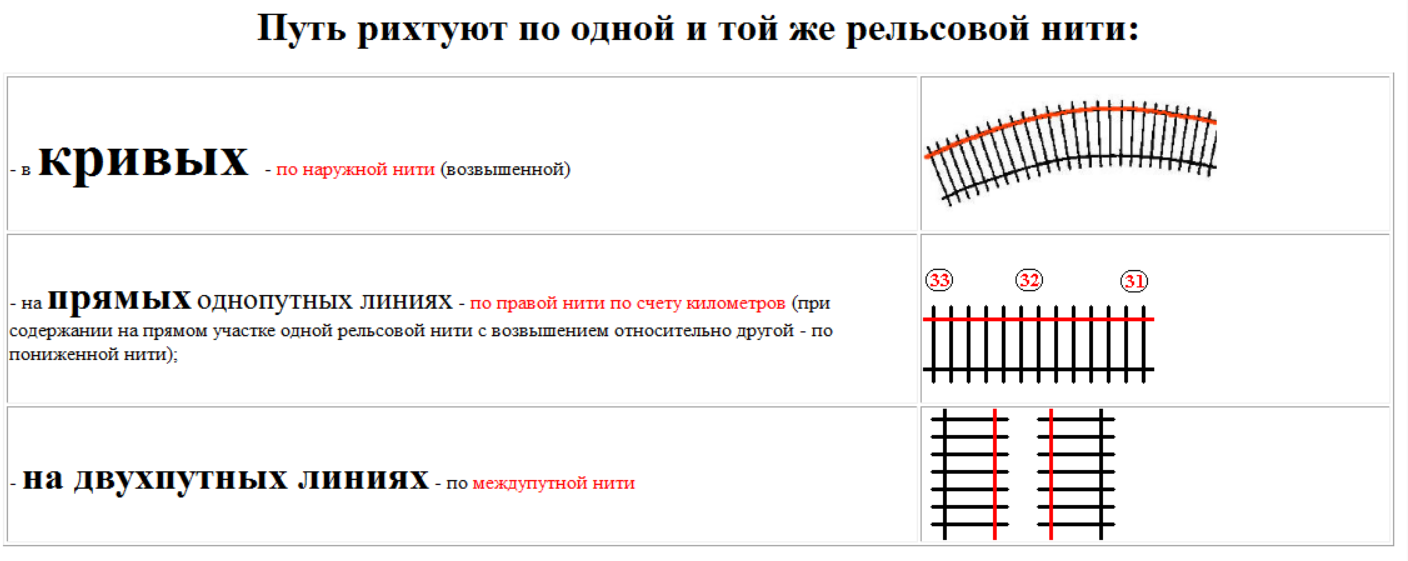 Путь рихтуют по одной и той же рельсовой нити:
- в кривых - по наружной нити (возвышенной)
- на прямых однопутных линиях - по правой нити по счету километров (при
содержании на прямом участке одной рельсовой нити с возвышением относительно другой - по
пониженной нити);
33 32 31
- на двухпутных линиях - по междупутной нити